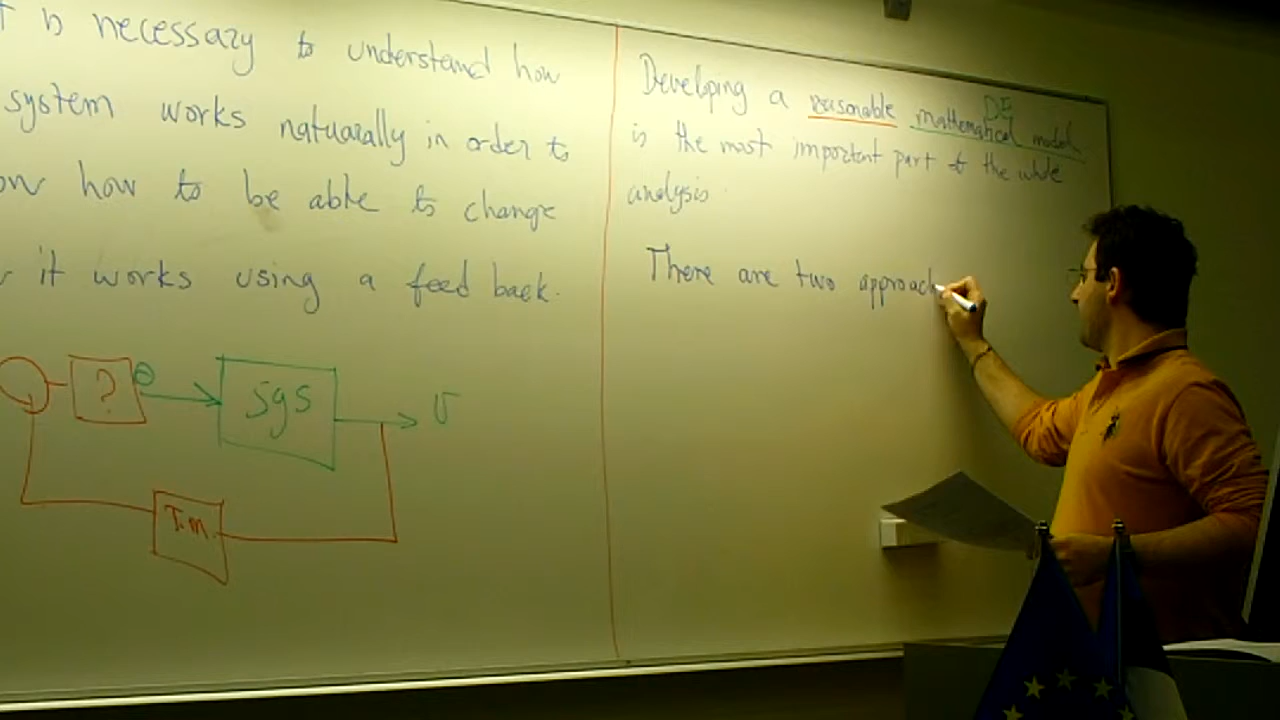 is necessary to understand how
system works natuarally in order to
how to be able to change
it works using a feed back.
?
sys
T.m
Developing a reasonable mathematical model
DE
is the most important part of the whole
analysis.
There are two approach